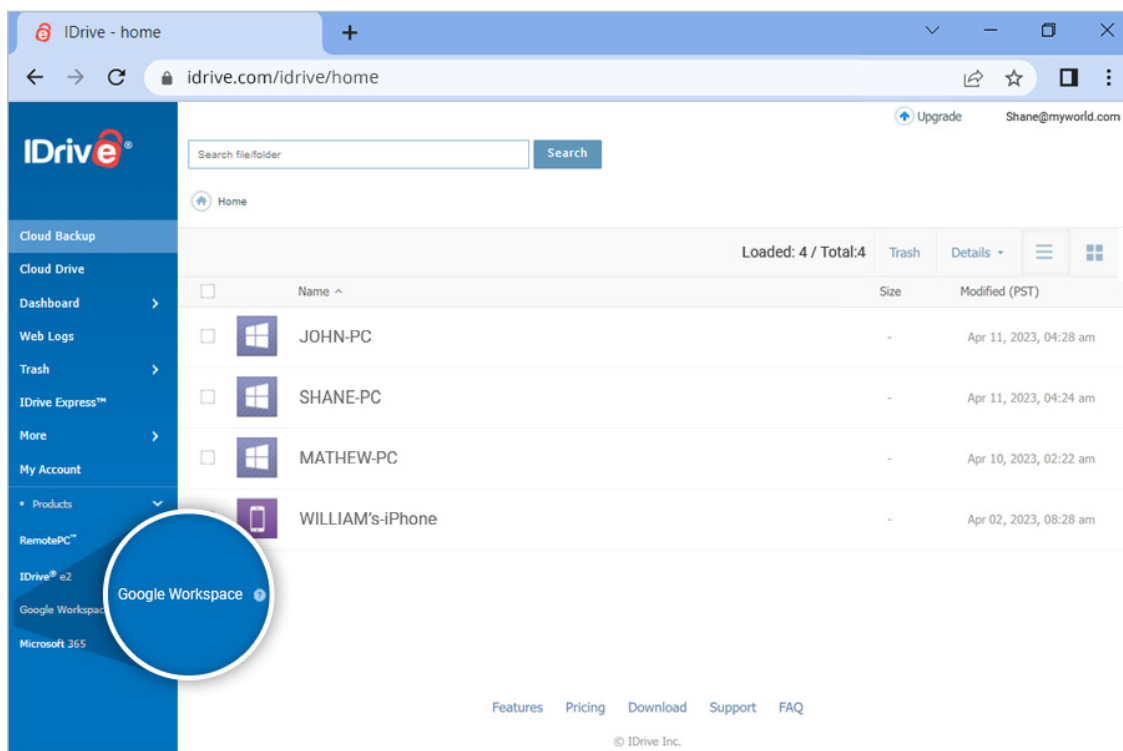 IDrive - home
idrive.com/idrive/home
Upgrade Shane@myworld.com
IDrive®
Search file/folder Search
Home
Cloud Backup
Cloud Drive
Dashboard
Web Logs
Trash
IDrive Express™
More
My Account
Products
RemotePC™
IDrive® e2
Google Workspac
Microsoft 365
Google Workspace ?
Loaded: 4 / Total:4 Trash Details
Name Size Modified (PST)
JOHN-PC - Apr 11, 2023, 04:28 am
SHANE-PC - Apr 11, 2023, 04:24 am
MATHEW-PC - Apr 10, 2023, 02:22 am
WILLIAM's-iPhone - Apr 02, 2023, 08:28 am
Features Pricing Download Support FAQ
© IDrive Inc.